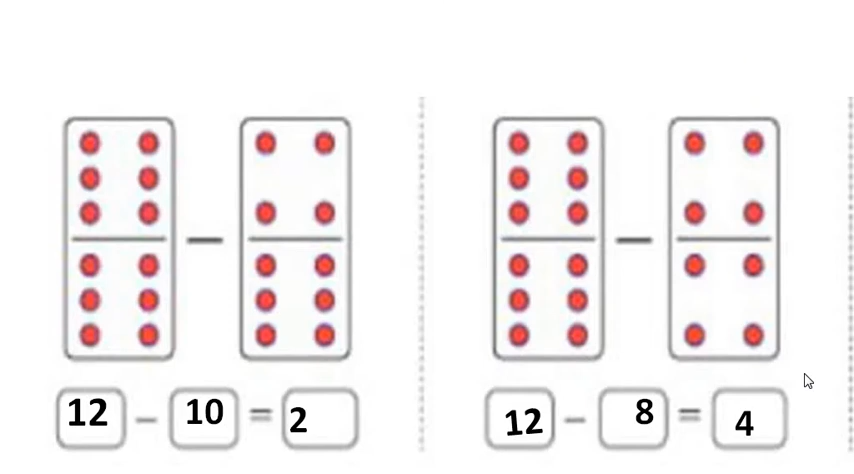 12 – 10 = 2
12 – 8 = 4